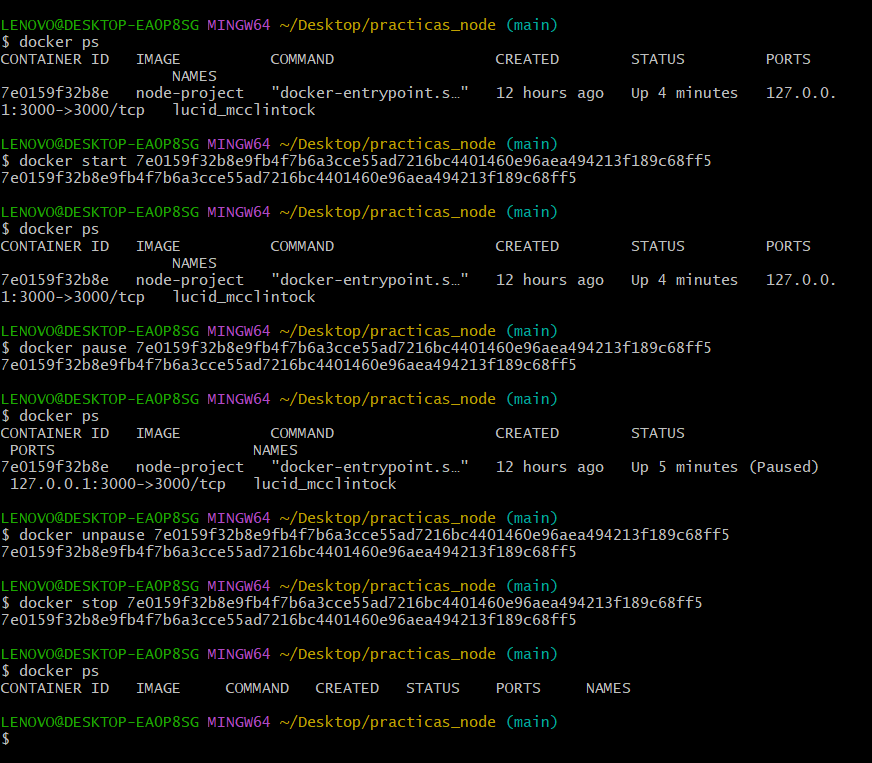 LENOVO@DESKTOP-EA0P8SG MINGW64 ~/Desktop/practicas_node (main)
$ docker ps
CONTAINER ID   IMAGE          COMMAND                  CREATED        STATUS         PORTS
                   NAMES
7e0159f32b8e   node-project   "docker-entrypoint.s…"   12 hours ago   Up 4 minutes   127.0.0.
1:3000->3000/tcp   lucid_mcclintock

LENOVO@DESKTOP-EA0P8SG MINGW64 ~/Desktop/practicas_node (main)
$ docker start 7e0159f32b8e9fb4f7b6a3cce55ad7216bc4401460e96aea494213f189c68ff5
7e0159f32b8e9fb4f7b6a3cce55ad7216bc4401460e96aea494213f189c68ff5

LENOVO@DESKTOP-EA0P8SG MINGW64 ~/Desktop/practicas_node (main)
$ docker ps
CONTAINER ID   IMAGE          COMMAND                  CREATED        STATUS         PORTS
                   NAMES
7e0159f32b8e   node-project   "docker-entrypoint.s…"   12 hours ago   Up 4 minutes   127.0.0.
1:3000->3000/tcp   lucid_mcclintock

LENOVO@DESKTOP-EA0P8SG MINGW64 ~/Desktop/practicas_node (main)
$ docker pause 7e0159f32b8e9fb4f7b6a3cce55ad7216bc4401460e96aea494213f189c68ff5
7e0159f32b8e9fb4f7b6a3cce55ad7216bc4401460e96aea494213f189c68ff5

LENOVO@DESKTOP-EA0P8SG MINGW64 ~/Desktop/practicas_node (main)
$ docker ps
CONTAINER ID   IMAGE          COMMAND                  CREATED        STATUS
 PORTS                      NAMES
7e0159f32b8e   node-project   "docker-entrypoint.s…"   12 hours ago   Up 5 minutes (Paused)
 127.0.0.1:3000->3000/tcp   lucid_mcclintock

LENOVO@DESKTOP-EA0P8SG MINGW64 ~/Desktop/practicas_node (main)
$ docker unpause 7e0159f32b8e9fb4f7b6a3cce55ad7216bc4401460e96aea494213f189c68ff5
7e0159f32b8e9fb4f7b6a3cce55ad7216bc4401460e96aea494213f189c68ff5

LENOVO@DESKTOP-EA0P8SG MINGW64 ~/Desktop/practicas_node (main)
$ docker stop 7e0159f32b8e9fb4f7b6a3cce55ad7216bc4401460e96aea494213f189c68ff5
7e0159f32b8e9fb4f7b6a3cce55ad7216bc4401460e96aea494213f189c68ff5

LENOVO@DESKTOP-EA0P8SG MINGW64 ~/Desktop/practicas_node (main)
$ docker ps
CONTAINER ID   IMAGE     COMMAND   CREATED   STATUS    PORTS     NAMES

LENOVO@DESKTOP-EA0P8SG MINGW64 ~/Desktop/practicas_node (main)
$